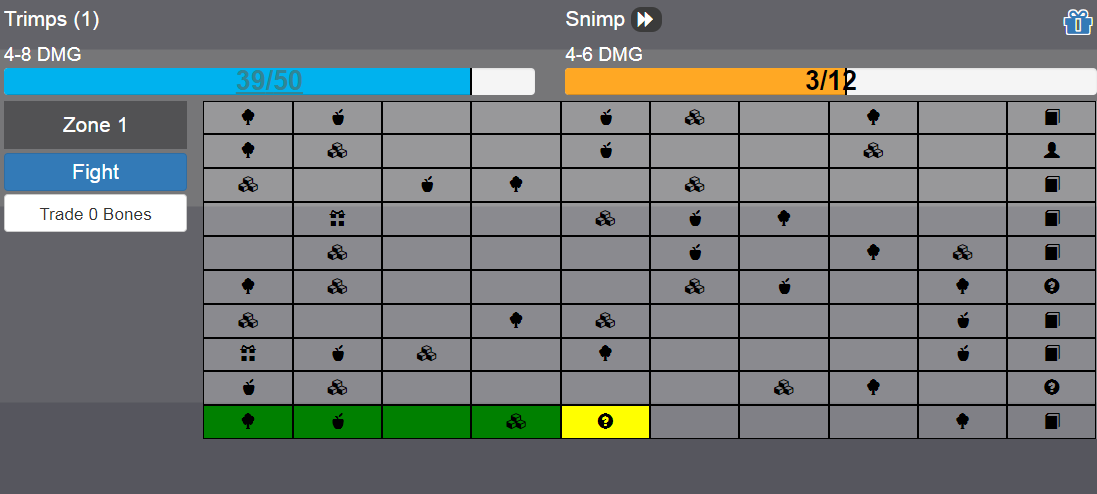 Trimps (1)
Snimp
4-8 DMG
4-6 DMG
39/50
3/12
Zone 1
Fight
Trade 0 Bones